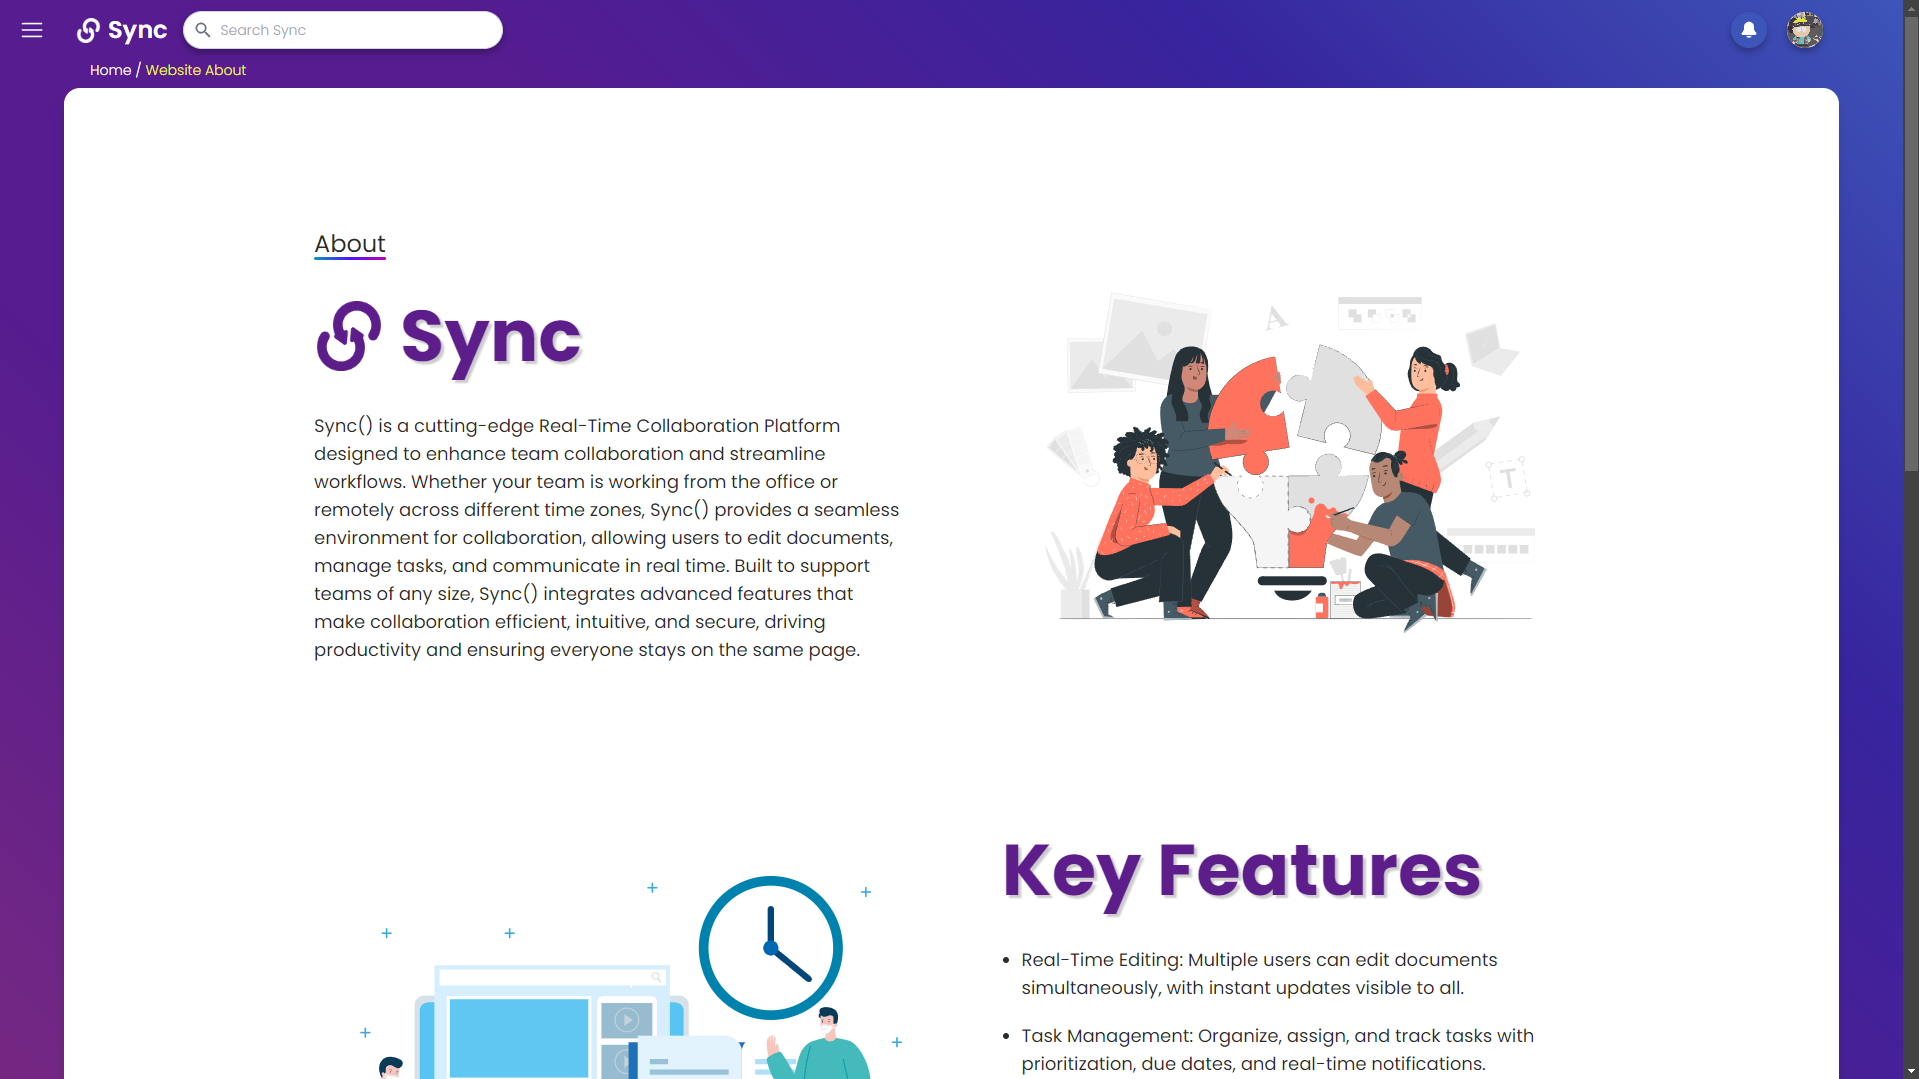 Sync
Search Sync
Home / Website About
About
Sync
Sync() is a cutting-edge Real-Time Collaboration Platform
designed to enhance team collaboration and streamline
workflows. Whether your team is working from the office or
remotely across different time zones, Sync() provides a seamless
environment for collaboration, allowing users to edit documents,
manage tasks, and communicate in real time. Built to support
teams of any size, Sync() integrates advanced features that
make collaboration efficient, intuitive, and secure, driving
productivity and ensuring everyone stays on the same page.
A
T
Key Features
• Real-Time Editing: Multiple users can edit documents
simultaneously, with instant updates visible to all.
• Task Management: Organize, assign, and track tasks with
prioritization, due dates, and real-time notifications.